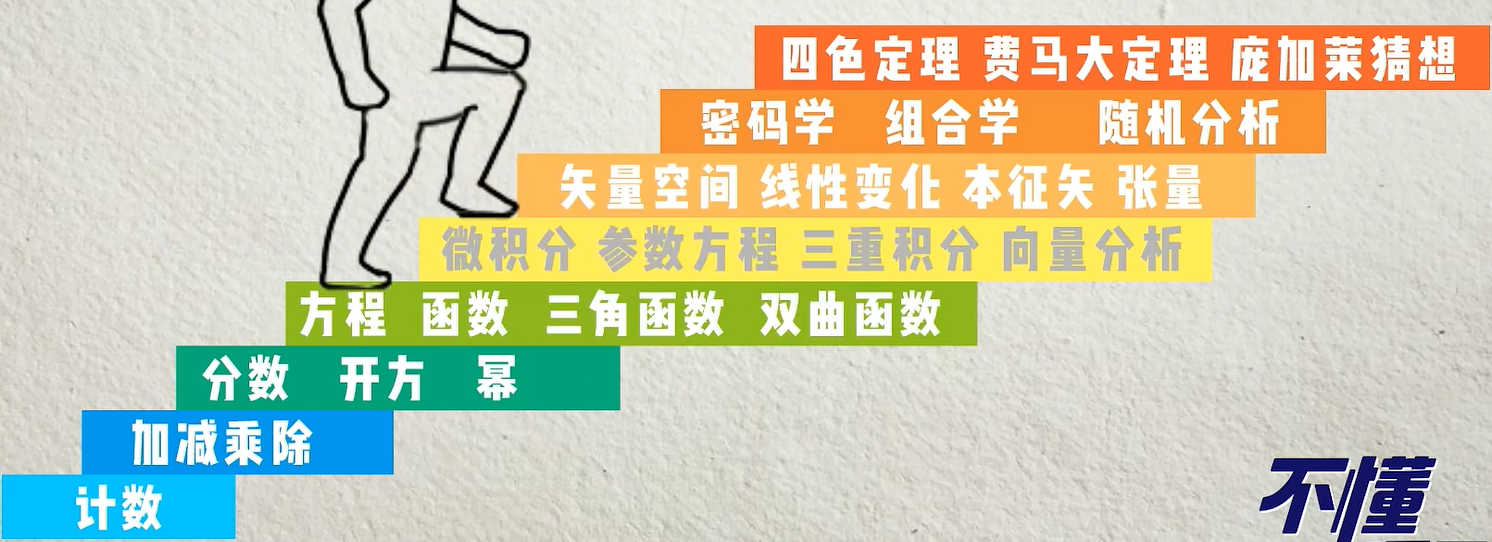 四色定理 费马大定理 庞加莱猜想
密码学 组合学 随机分析
矢量空间 线性变化 本征矢 张量
微积分 参数方程 三重积分 向量分析
方程 函数 三角函数 双曲函数
分数 开方 幂
加减乘除
计数
不懂